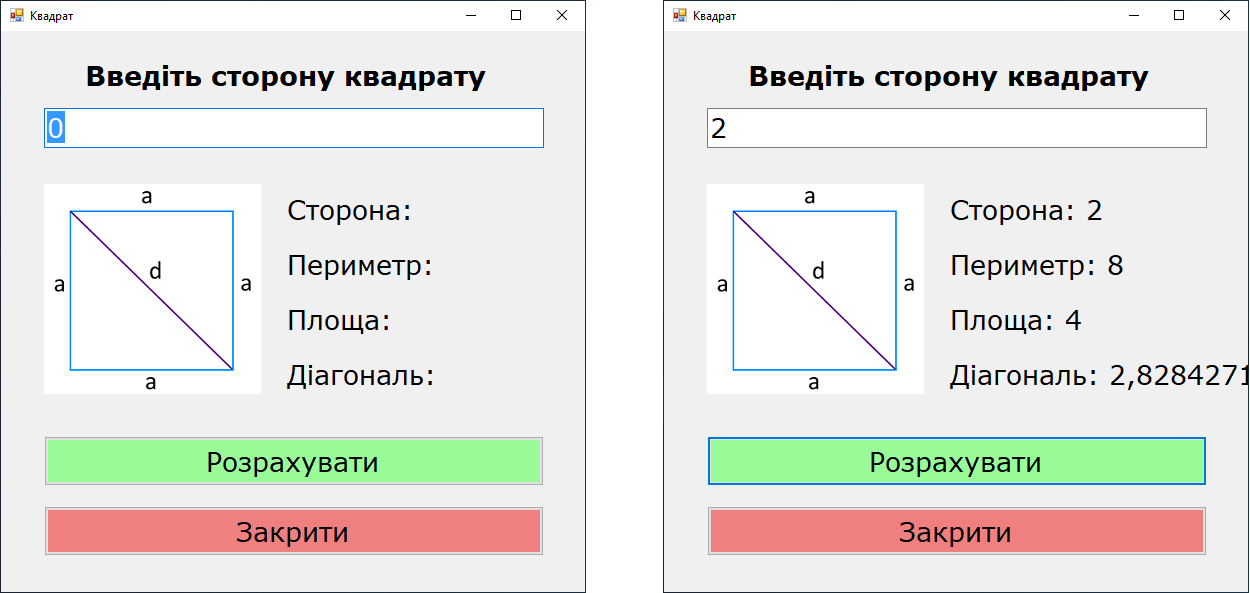 Квадрат
Введіть сторону квадрату
0
a
a
d
a
a
Сторона:
Периметр:
Площа:
Діагональ:
Розрахувати
Закрити
Квадрат
Введіть сторону квадрату
2
a
a
d
a
a
Сторона: 2
Периметр: 8
Площа: 4
Діагональ: 2,8284271
Розрахувати
Закрити